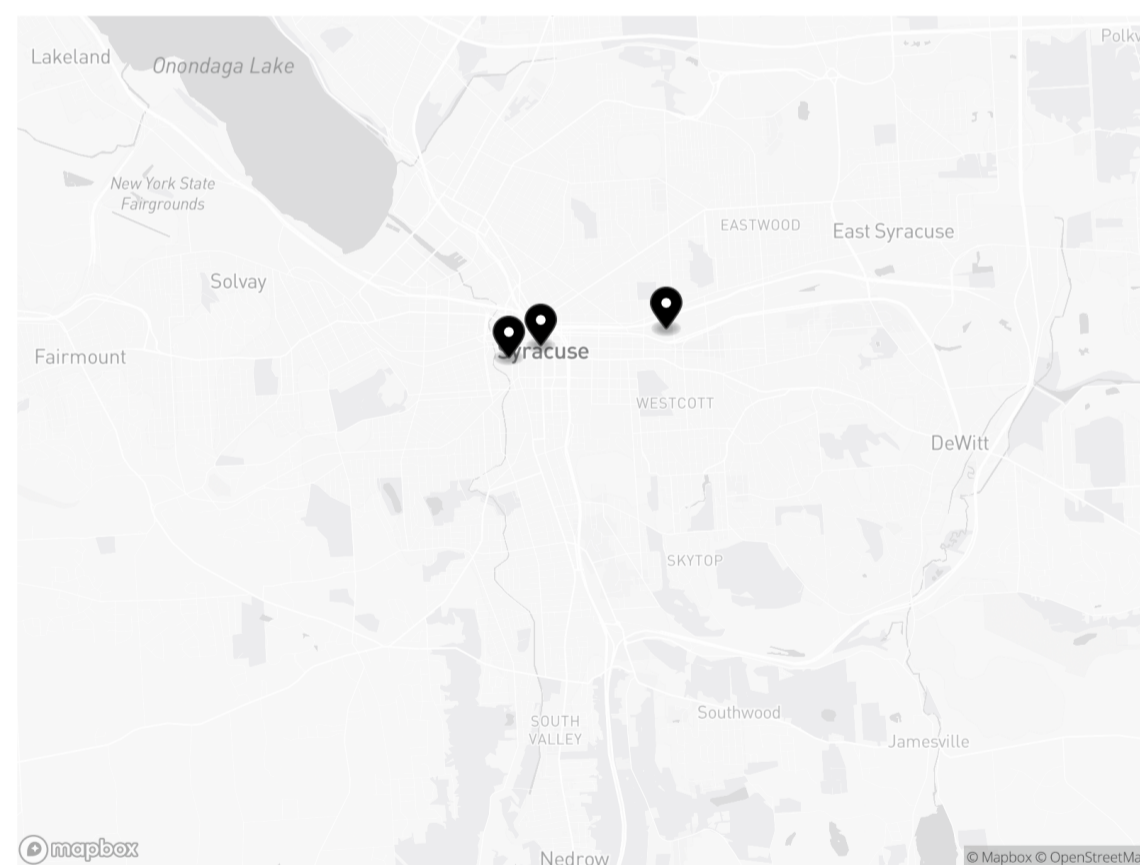 Polkv
Lakeland
Onondaga Lake
New York State
Fairgrounds
EASTWOOD
East Syracuse
Solvay
Syracuse
Fairmount
WESTCOTT
DeWitt
SKYTOP
SOUTH
VALLEY
Southwood
Jamesville
mapbox
Nedrow
© Mapbox © OpenStreetMa